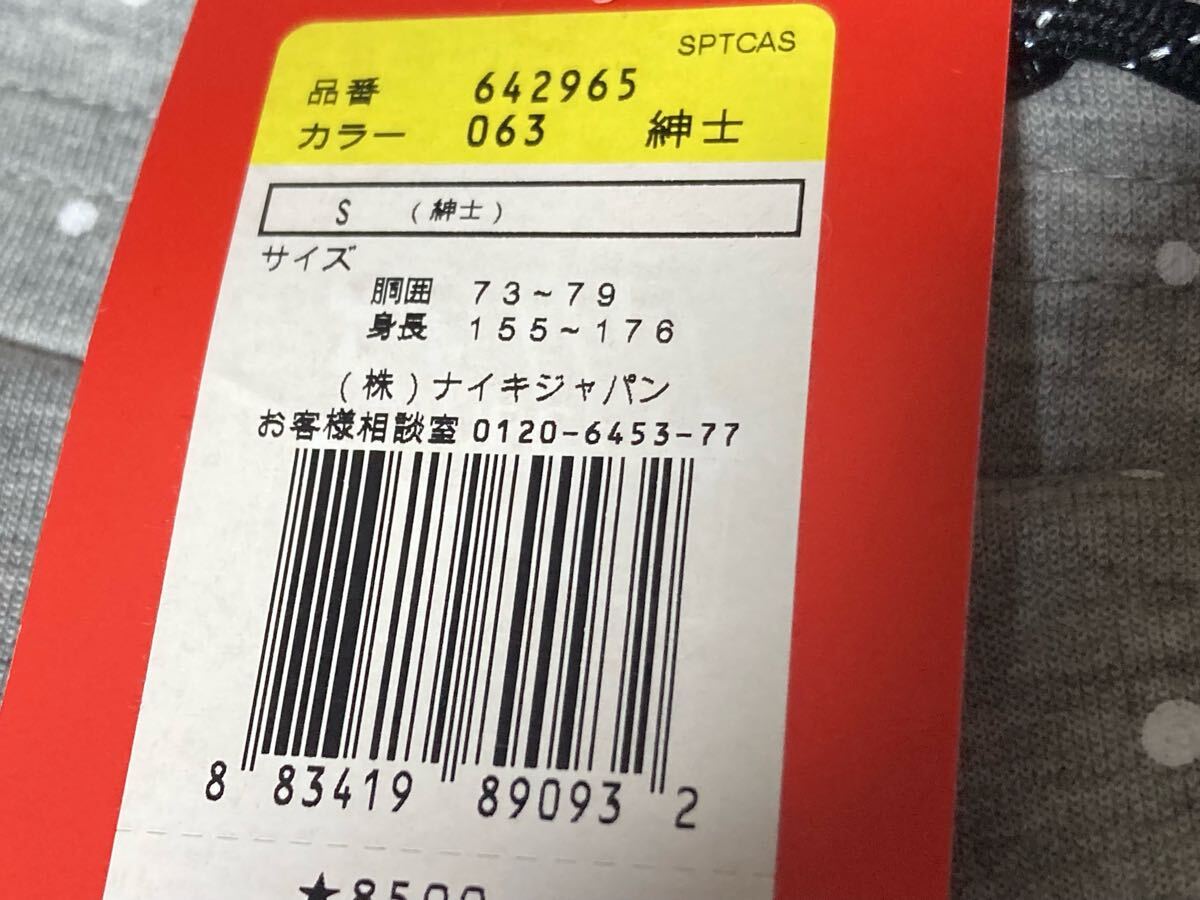 SPTCAS
品番 642965
カラー 063 紳士
S (紳士)
サイズ
胴囲 73~79
身長 155~176
(株)ナイキジャパン
お客様相談室 0120-6453-77
8 83419 89093 2
★8500